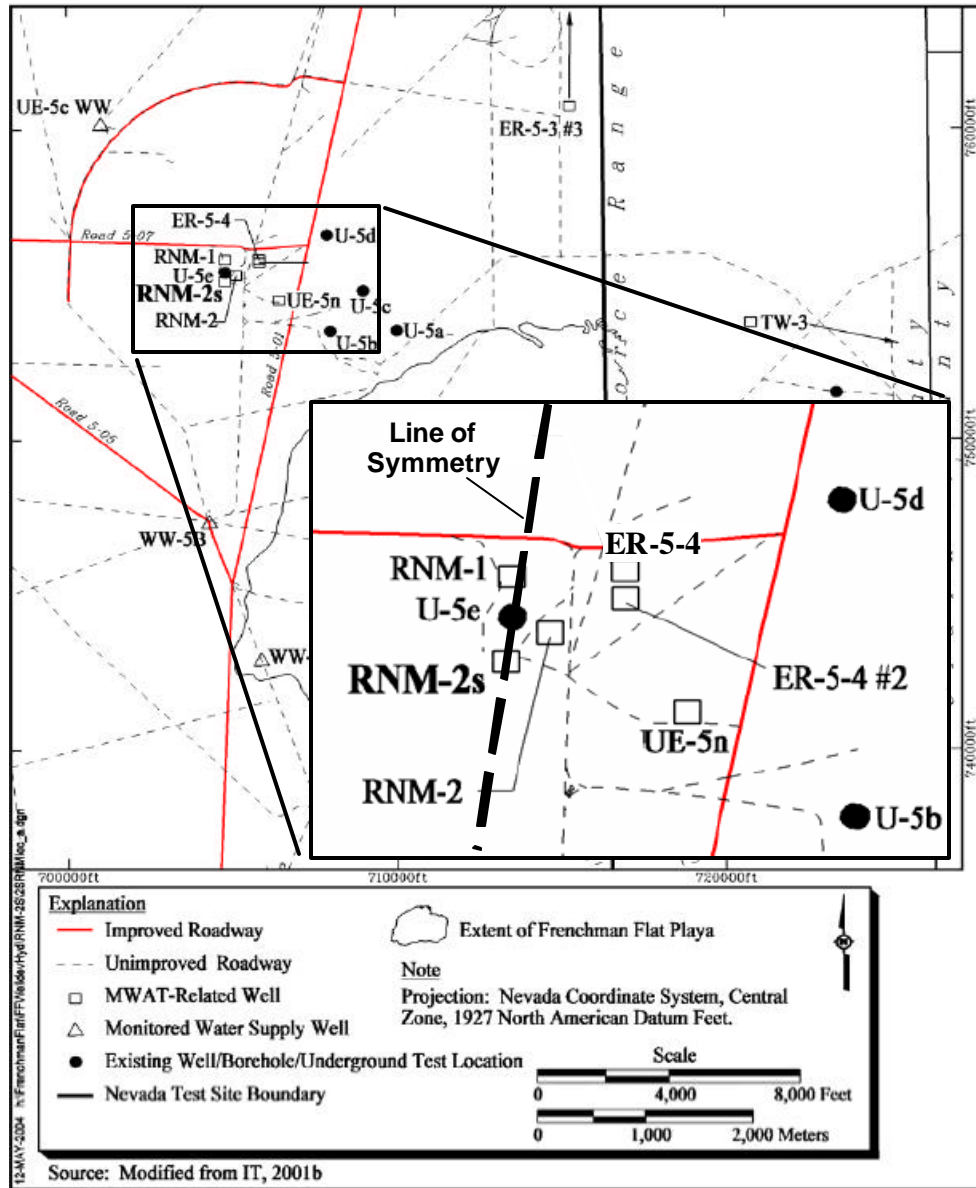 UE-5c WW
ER-5-3 #3
760000ft
Road 5-07
ER-5-4
U-5d
RNM-1
U-5e
RNM-2s
RNM-2
UE-5n
U-5c
U-5b
U-5a
Road 5-01
TW-3
Range
Road 5-05
WW-5B
WW-
750000ft
740000ft
Line of
Symmetry
U-5d
ER-5-4
RNM-1
U-5e
RNM-2s
ER-5-4 #2
UE-5n
RNM-2
U-5b
700000ft
710000ft
720000ft
Explanation
Improved Roadway
Unimproved Roadway
MWAT-Related Well
Monitored Water Supply Well
Existing Well/Borehole/Underground Test Location
Nevada Test Site Boundary
Extent of Frenchman Flat Playa
Note
Projection: Nevada Coordinate System, Central
Zone, 1927 North American Datum Feet.
Scale
0 4,000 8,000 Feet
0 1,000 2,000 Meters
Source: Modified from IT, 2001b
12-MAY-2004